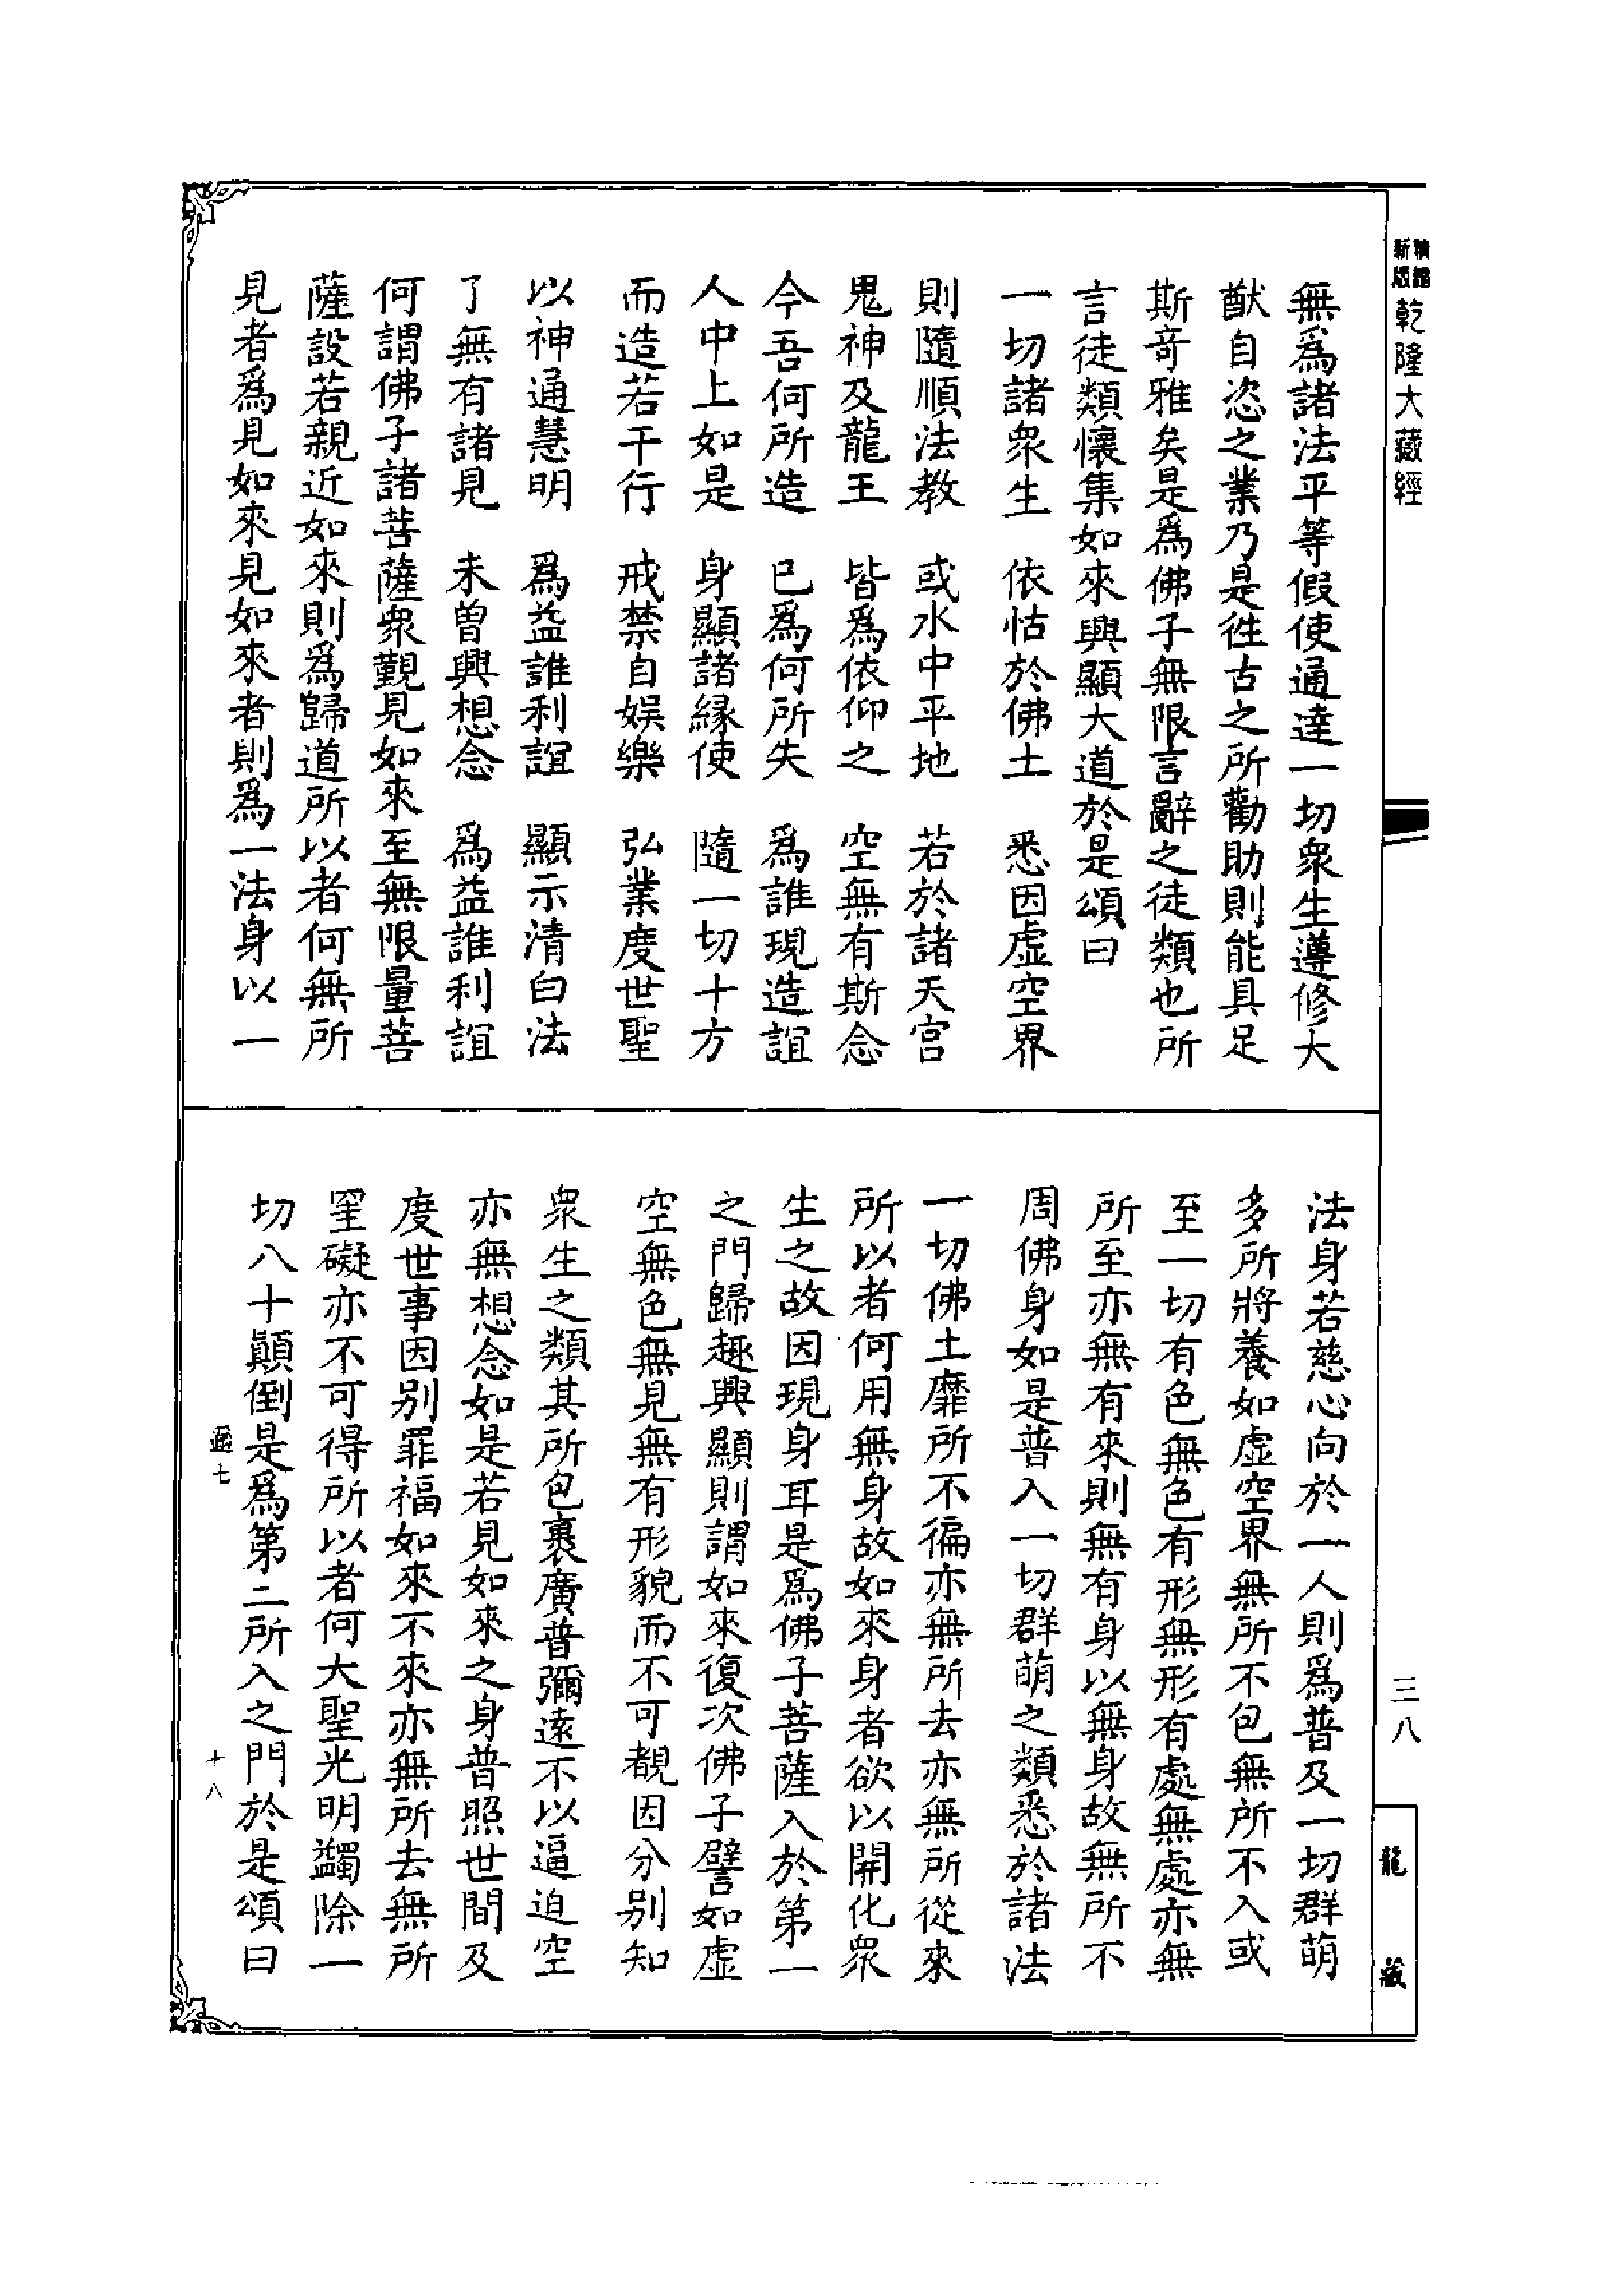 新版精縮
乾隆大藏經
無爲諸法平等假使通達一切衆生遵修大
猷自恣之業乃是徃古之所勸助則能具足
斯竒雅矣是爲佛子無限言辭之徒類也所
言徒類懷集如來興顯大道於是頌曰
一切諸衆生　依怙於佛土　悉因虛空界
則隨順法教　或水中平地　若於諸天宮
鬼神及龍王　皆爲依仰之　空無有斯念
今吾何所造　已爲何所失　爲誰現造誼
人中上如是　身顯諸緣使　隨一切十方
而造若干行　戒禁自娛樂　弘業度世聖
以神通慧明　爲益誰利誼　顯示清白法
了無有諸見　未曽興想念　爲益誰利誼
何謂佛子諸菩薩衆覲見如來至無限量菩
薩設若親近如來則爲歸道所以者何無所
見者爲見如來見如來者則爲一法身以一
法身若慈心向於一人則爲普及一切群萌
多所將養如虛空界無所不包無所不入或
至一切有色無色有形無形有處無處亦無
所至亦無有來則無有身以無身故無所不
周佛身如是普入一切群萌之類悉於諸法
一切佛土靡所不徧亦無所去亦無所從來
所以者何用無身故如來身者欲以開化衆
生之故因現身耳是爲佛子菩薩入於第一
之門歸趣興顯則謂如來復次佛子譬如虛
空無色無見無有形貌而不可覩因分别知
衆生之類其所包裹廣普彌遠不以逼迫空
亦無想念如是若見如來之身普照世間及
度世事因别罪福如來不來亦無所去無所
罣礙亦不可得所以者何大聖光明蠲除一
切八十顛倒是爲第二所入之門於是頌曰
七
十八
三八
龍藏